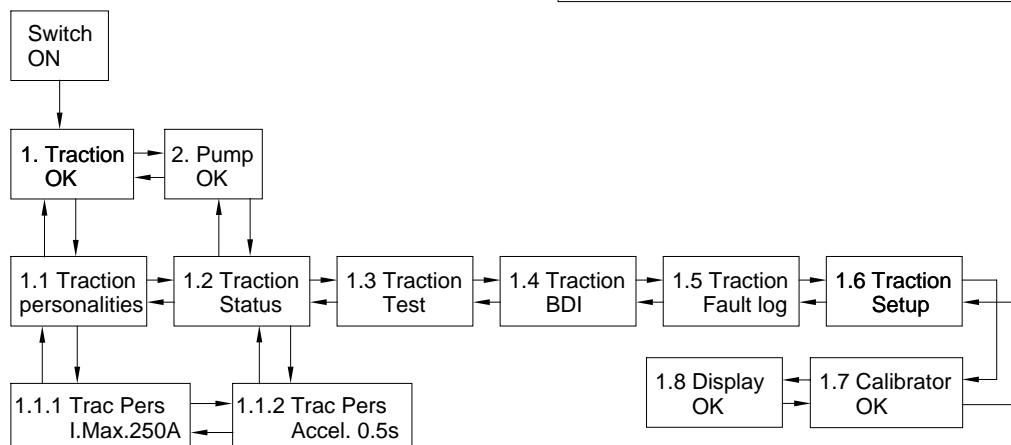 Switch
ON
1. Traction
OK
2. Pump
OK
1.1 Traction
personalities
1.2 Traction
Status
1.3 Traction
Test
1.4 Traction
BDI
1.5 Traction
Fault log
1.6 Traction
Setup
1.8 Display
OK
1.7 Calibrator
OK
1.1.1 Trac Pers
I.Max.250A
1.1.2 Trac Pers
Accel. 0.5s